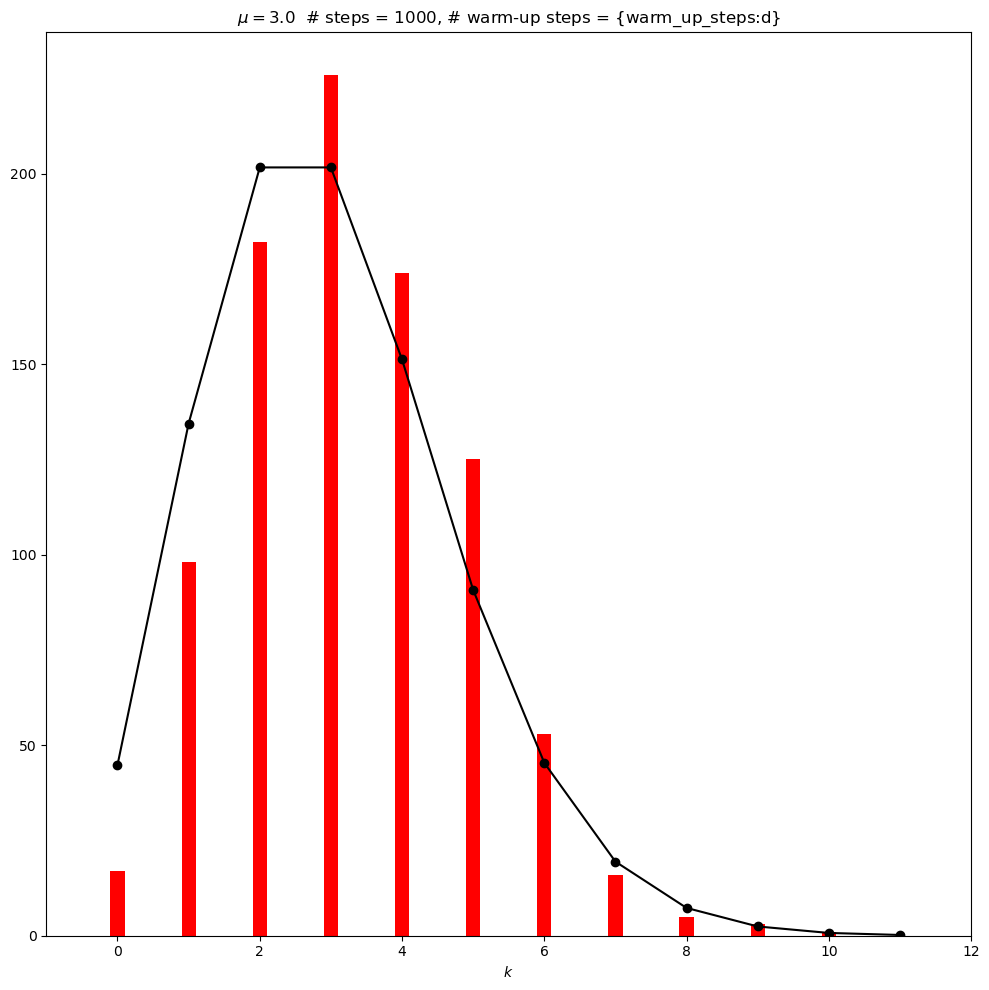 μ = 3.0 # steps = 1000, # warm-up steps = {warm_up_steps:d}
200
150
100
50
0
0 2 4 6 8 10 12
k